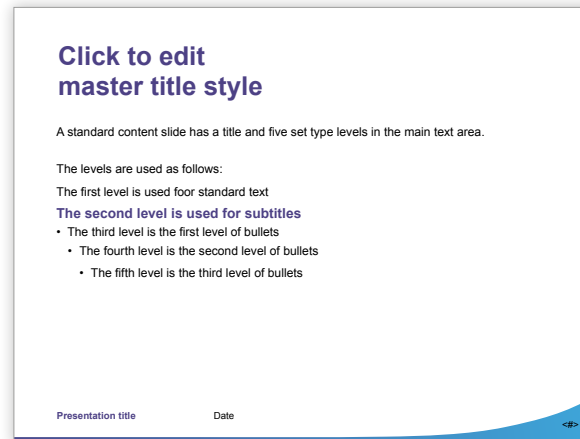 Click to edit
master title style
A standard content slide has a title and five set type levels in the main text area.
The levels are used as follows:
The first level is used foor standard text
The second level is used for subtitles
• The third level is the first level of bullets
• The fourth level is the second level of bullets
• The fifth level is the third level of bullets
Presentation title Date <#>